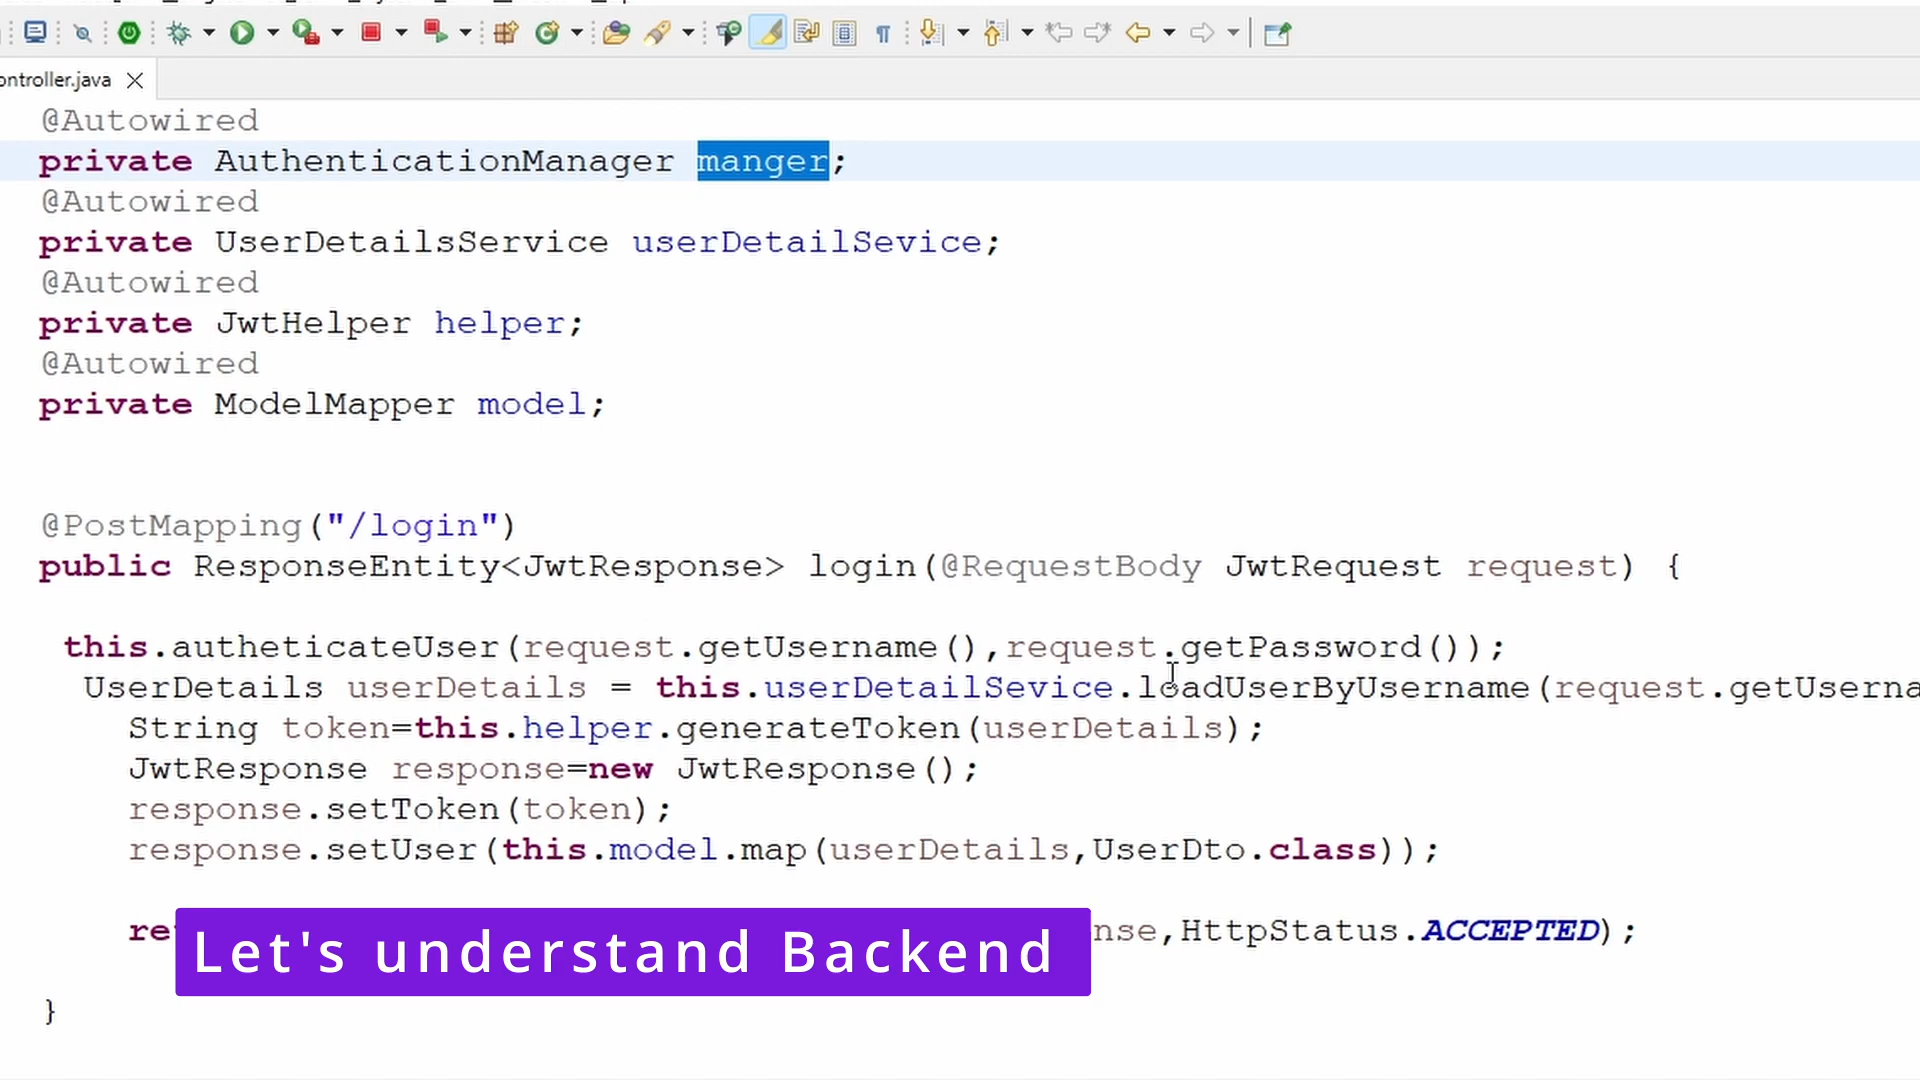 ontroller.java
@Autowired
private AuthenticationManager manger;
@Autowired
private UserDetailsService userDetailSevice;
@Autowired
private JwtHelper helper;
@Autowired
private ModelMapper model;
@PostMapping("/login")
public ResponseEntity<JwtResponse> login(@RequestBody JwtRequest request) {
this.autheticateUser(request.getUsername(),request.getPassword());
UserDetails userDetails = this.userDetailSevice.loadUserByUsername(request.getUserna
String token=this.helper.generateToken(userDetails);
JwtResponse response=new JwtResponse();
response.setToken(token);
response.setUser(this.model.map(userDetails,UserDto.class));
re nse,HttpStatus.ACCEPTED);
Let's understand Backend
}